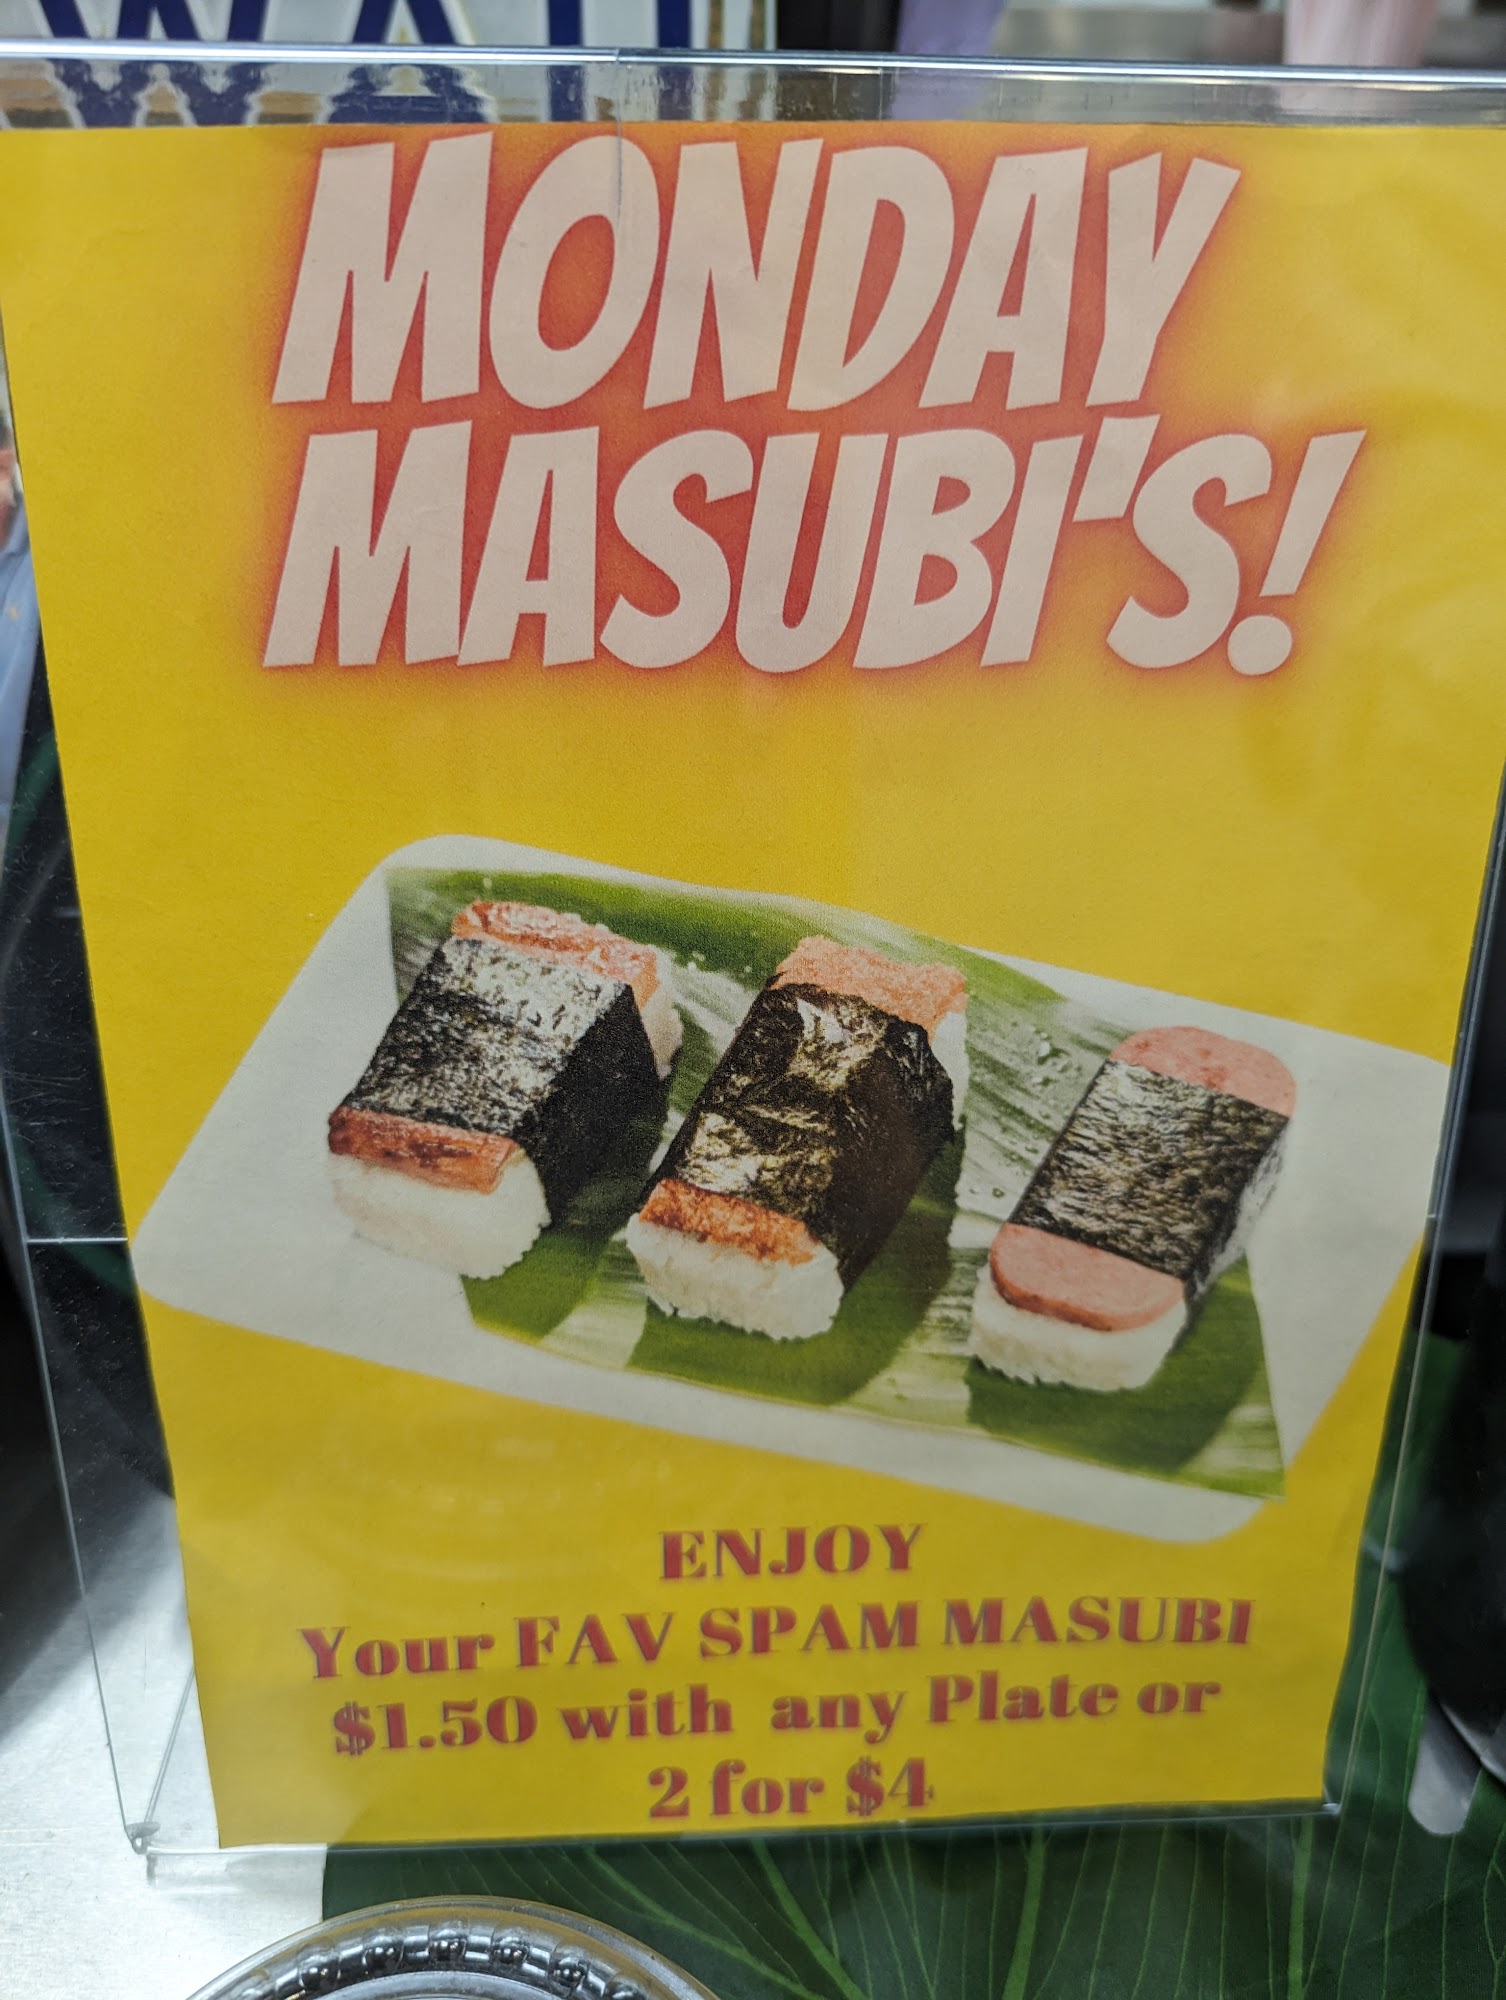 MONDAY
MASUBI'S!
ENJOY
Your FAV SPAM MASUBI
$1.50 with any Plate or
2 for $4